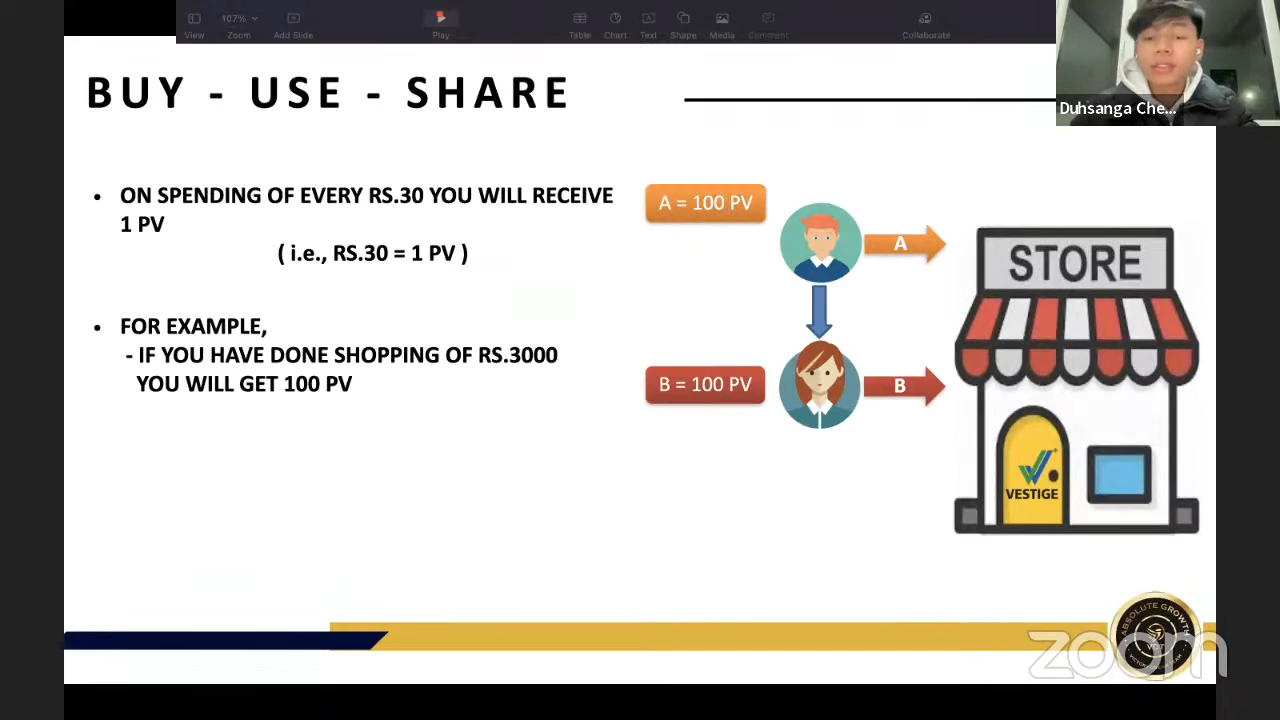 View
107%
Zoom
Add Slide
Play
Table
Chart
Text
Shape
Media
Comment
Collaborate
Duhsanga Che...
BUY - USE - SHARE
• ON SPENDING OF EVERY RS.30 YOU WILL RECEIVE
1 PV
( i.e., RS.30 = 1 PV )
• FOR EXAMPLE,
- IF YOU HAVE DONE SHOPPING OF RS.3000
YOU WILL GET 100 PV
A = 100 PV
A
B = 100 PV
B
STORE
VESTIGE
ABSOLUTE GROWTH
zoom